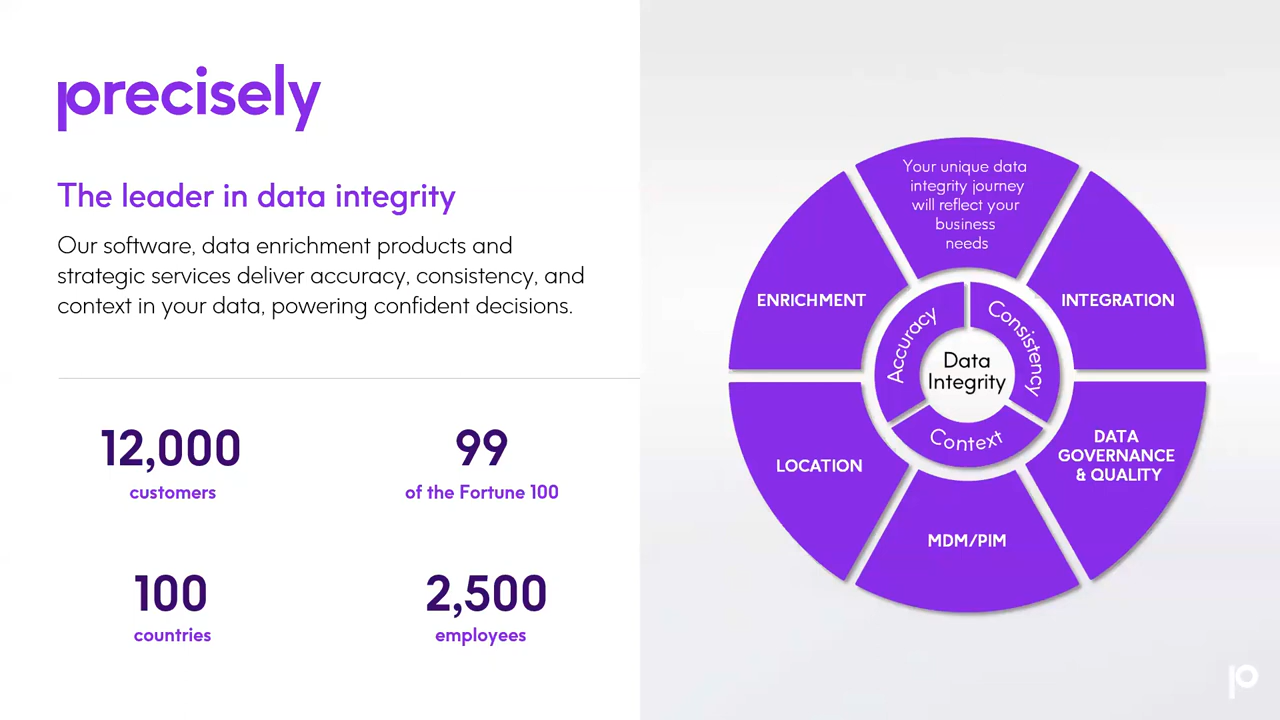 precisely
The leader in data integrity
Our software, data enrichment products and
strategic services deliver accuracy, consistency, and
context in your data, powering confident decisions.
12,000
customers
99
of the Fortune 100
100
countries
2,500
employees
Your unique data
integrity journey
will reflect your
business
needs
ENRICHMENT
INTEGRATION
Accuracy
Consistency
Data
Integrity
Context
LOCATION
DATA
GOVERNANCE
& QUALITY
MDM/PIM
p